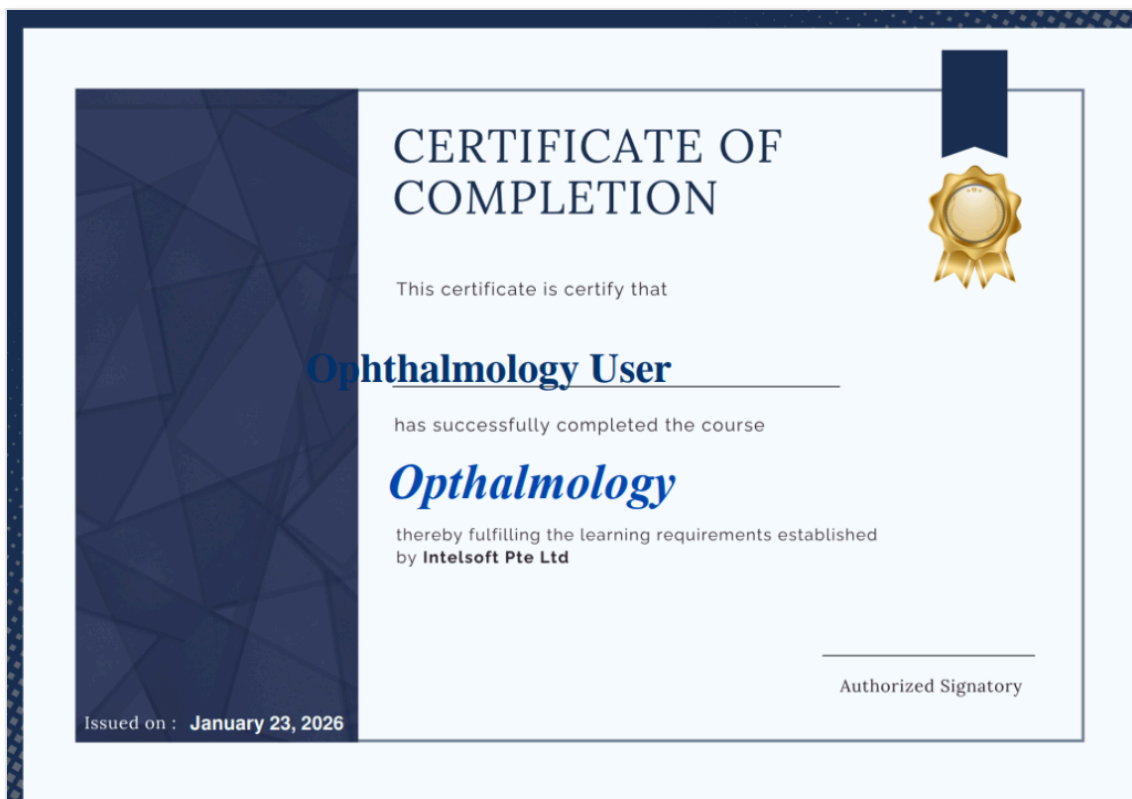 CERTIFICATE OF
COMPLETION
This certificate is certify that
Ophthalmology User
has successfully completed the course
Opthalmology
thereby fulfilling the learning requirements established
by Intelsoft Pte Ltd
Authorized Signatory
Issued on : January 23, 2026